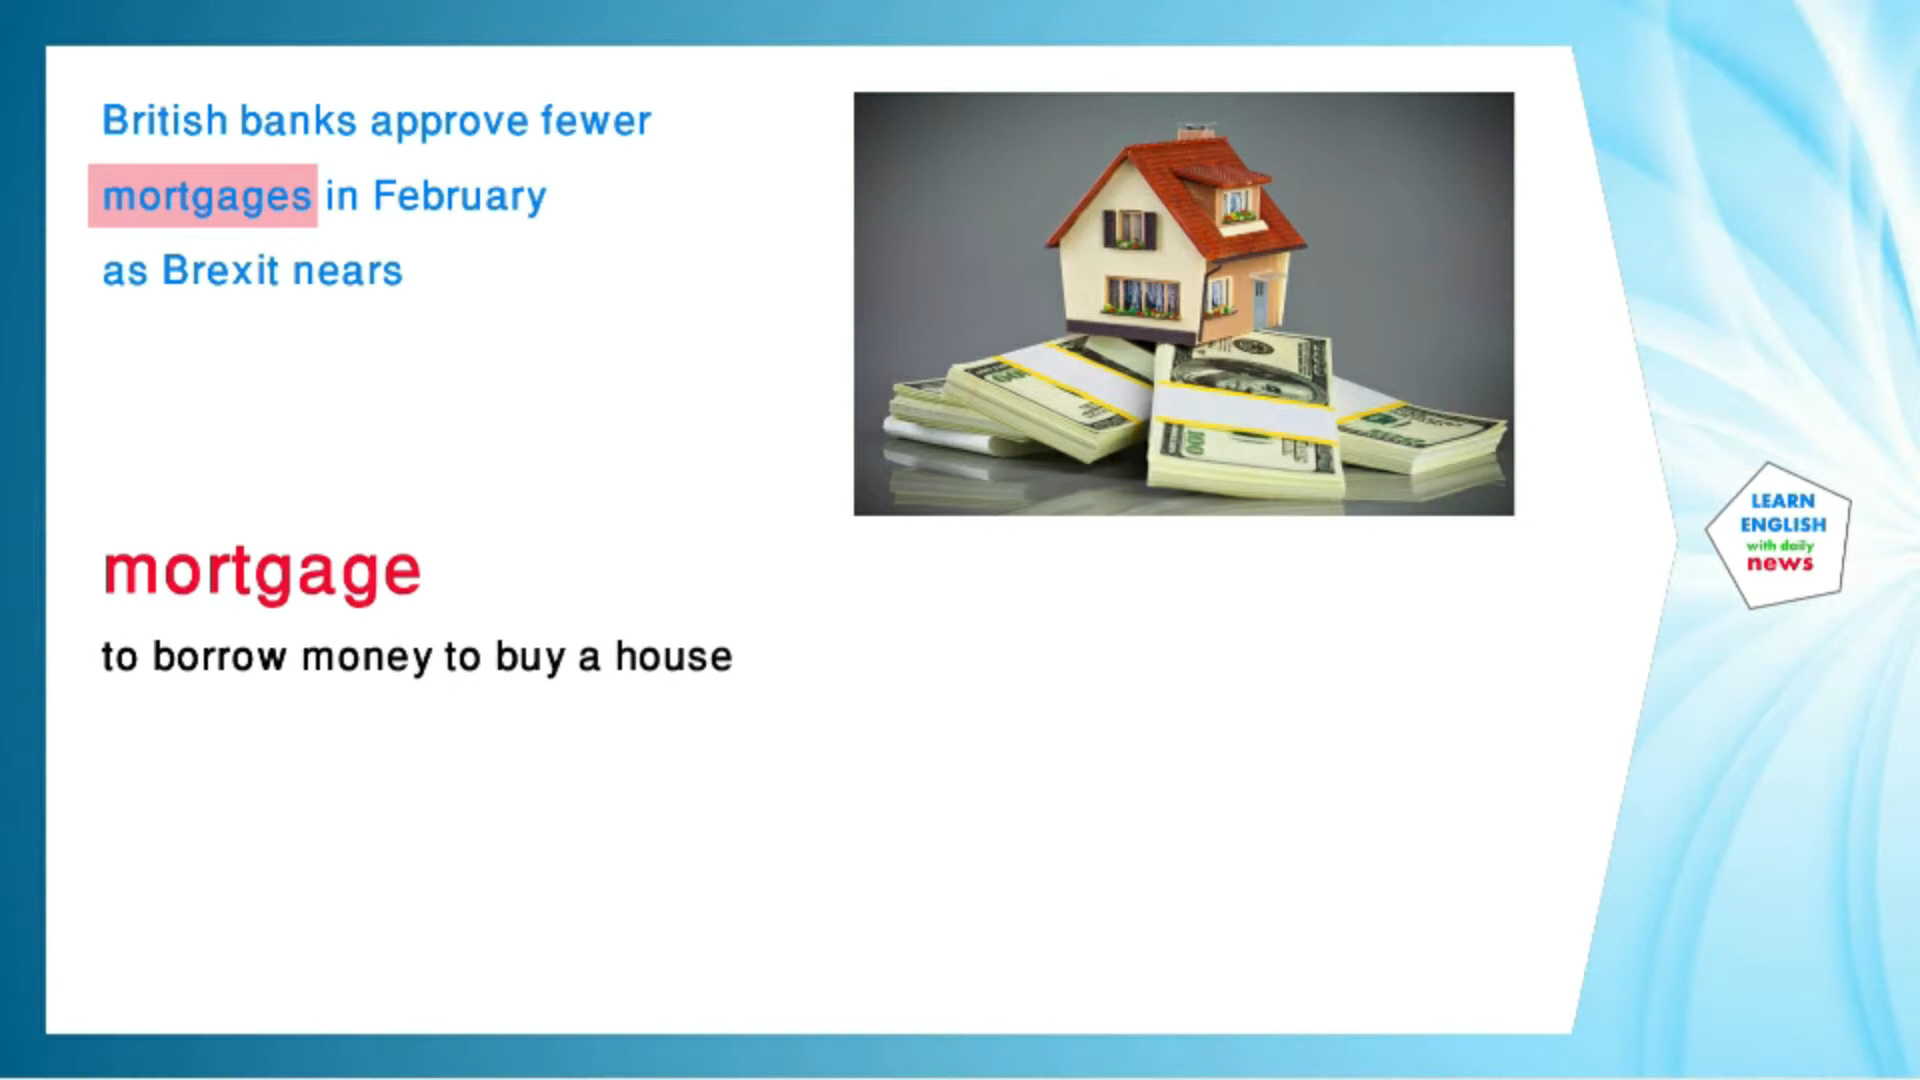 British banks approve fewer
mortgages in February
as Brexit nears
mortgage
to borrow money to buy a house
LEARN
ENGLISH
with daily
news